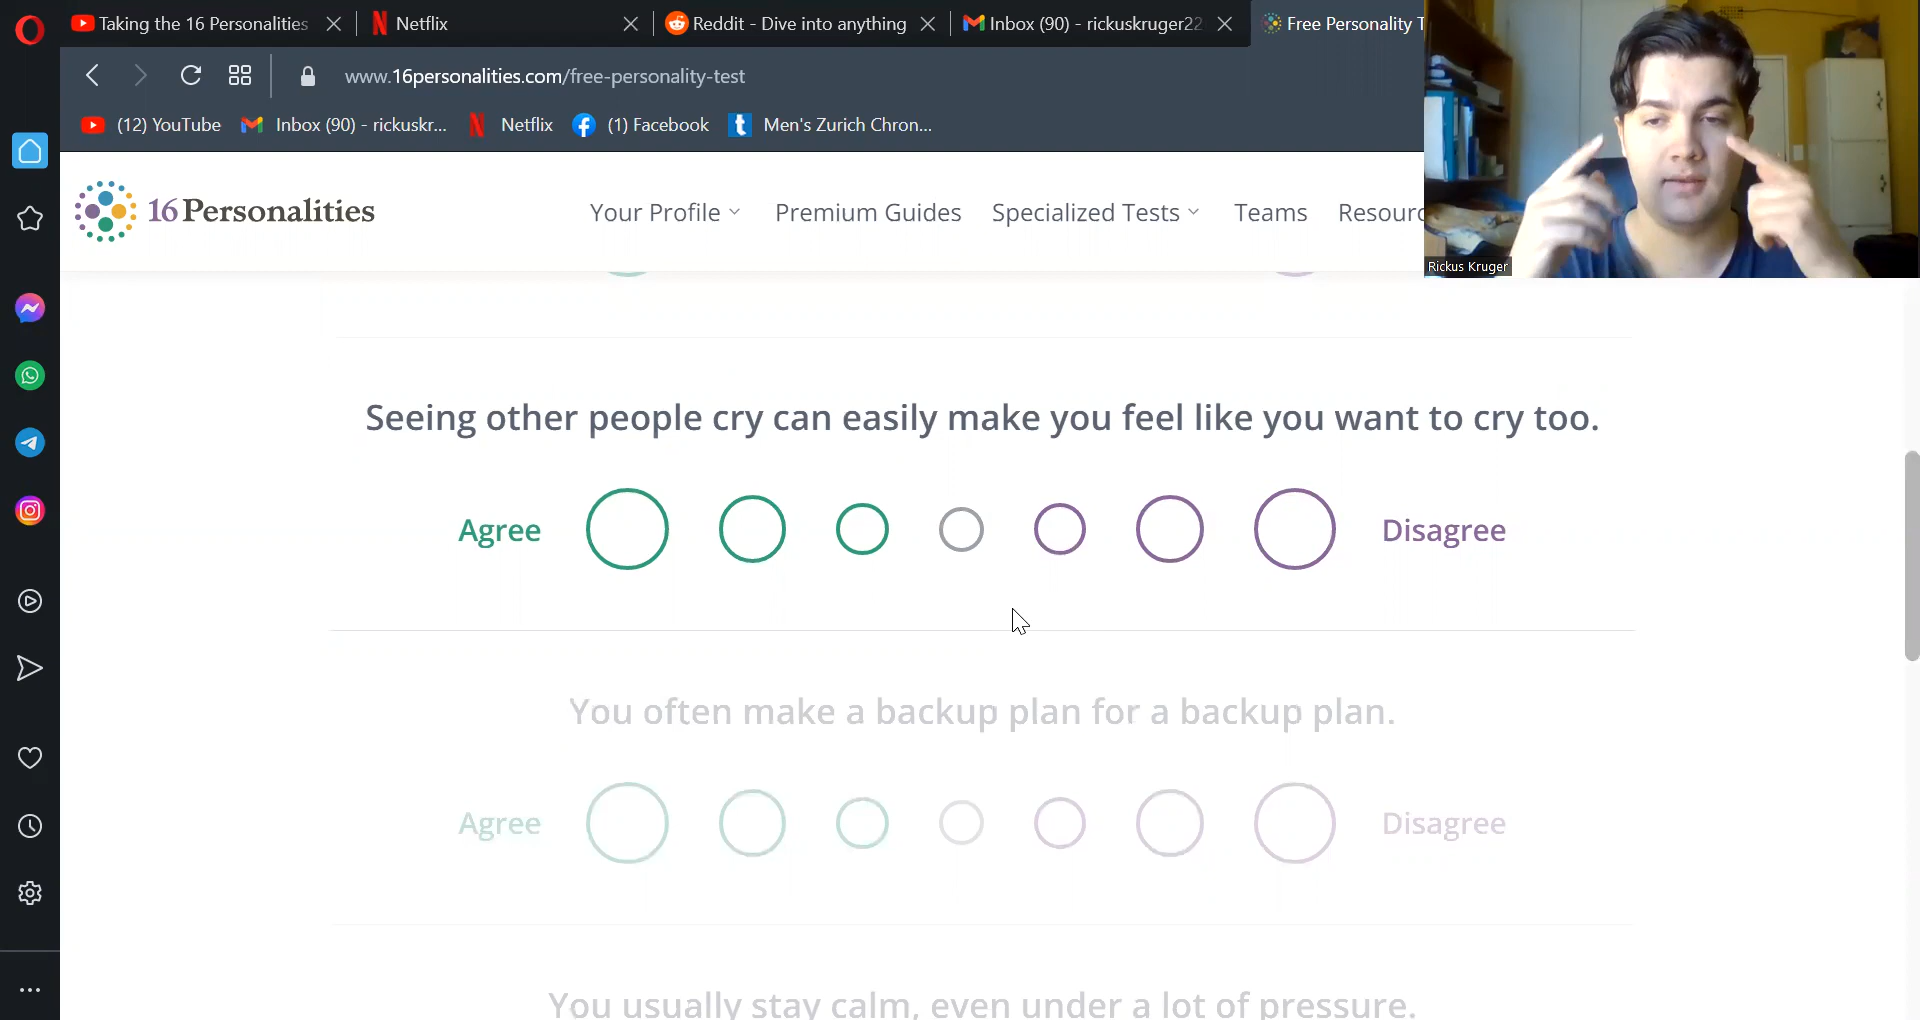 Taking the 16 Personalities
Netflix
Reddit - Dive into anything
Inbox (90) - rickuskruger22
Free Personality T
www.16personalities.com/free-personality-test
(12) YouTube
Inbox (90) - rickuskr...
Netflix
(1) Facebook
t
Men's Zurich Chron...
16Personalities
Your Profile
Premium Guides
Specialized Tests
Teams
Resourc
Rickus Kruger
Seeing other people cry can easily make you feel like you want to cry too.
Agree
Disagree
You often make a backup plan for a backup plan.
Agree
Disagree
You usually stay calm, even under a lot of pressure.